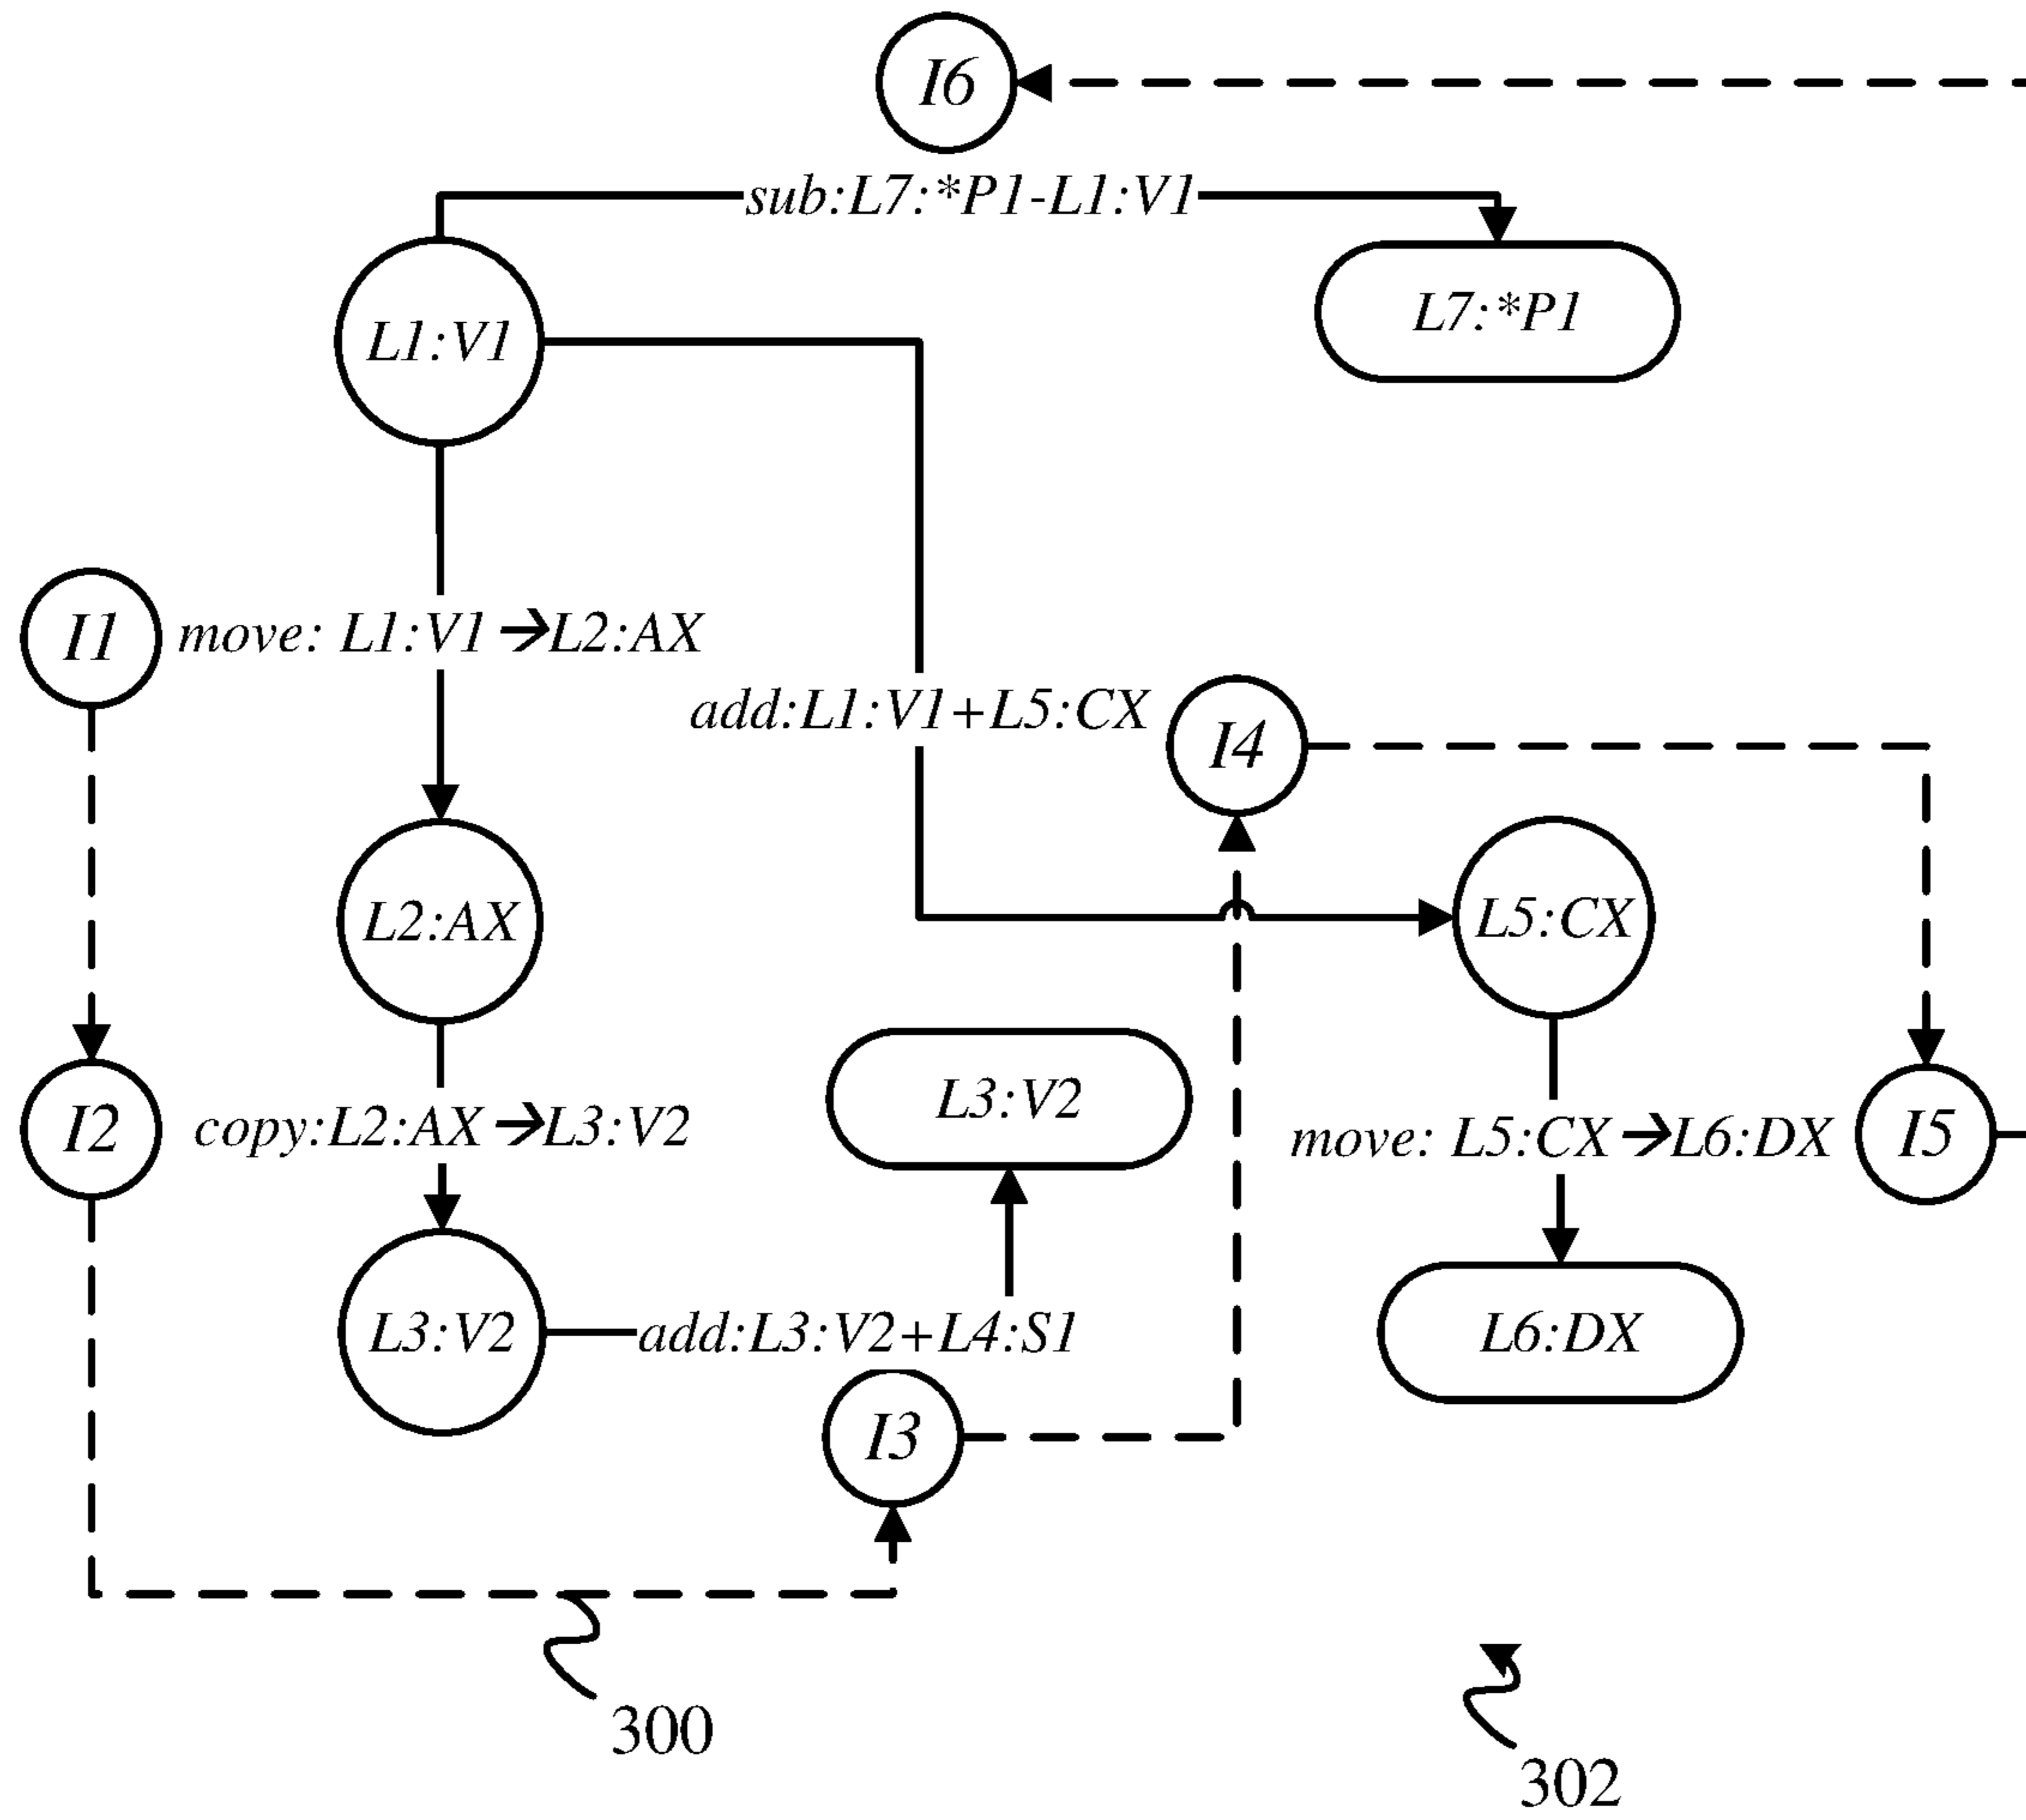 I6
sub:L7:*P1-L1:V1
L7:*P1
L1:V1
I1
move: L1:V1→L2:AX
add:L1:V1+L5:CX
I4
L2:AX
L5:CX
L3:V2
I2
copy:L2:AX→L3:V2
move: L5:CX→L6:DX
I5
L3:V2
add:L3:V2+L4:S1
L6:DX
I3
300
302